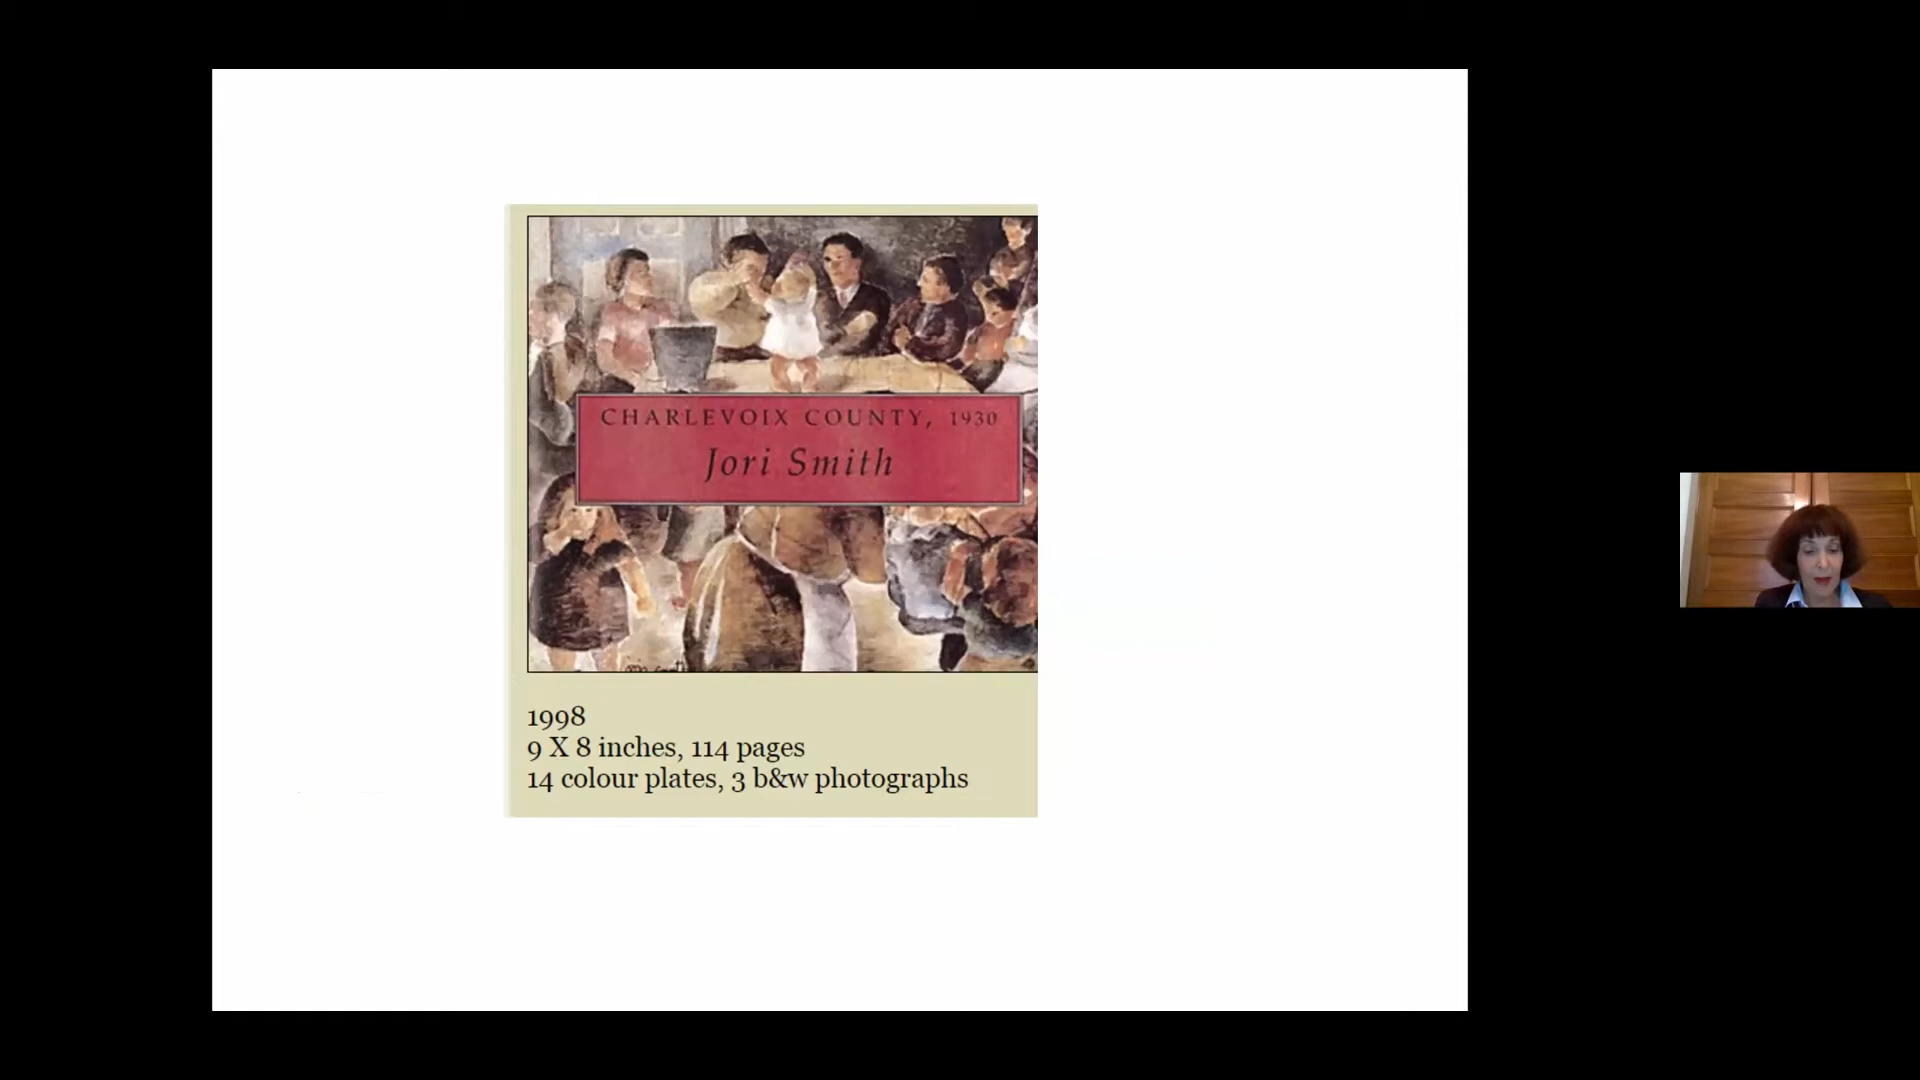 CHARLEVOIX COUNTY, 1930
Jori Smith
1998
9 X 8 inches, 114 pages
14 colour plates, 3 b&w photographs